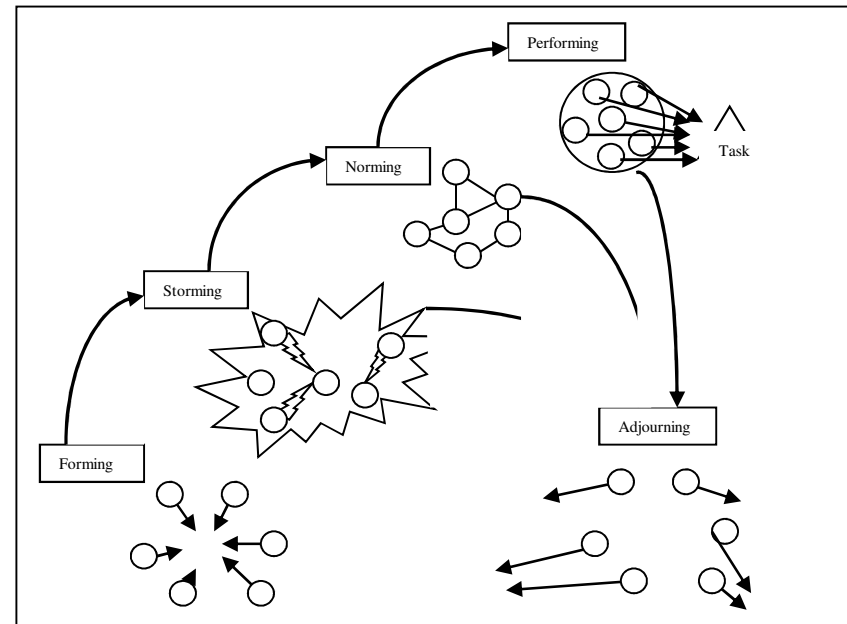 Performing
Task
Norming
Storming
Adjourning
Forming